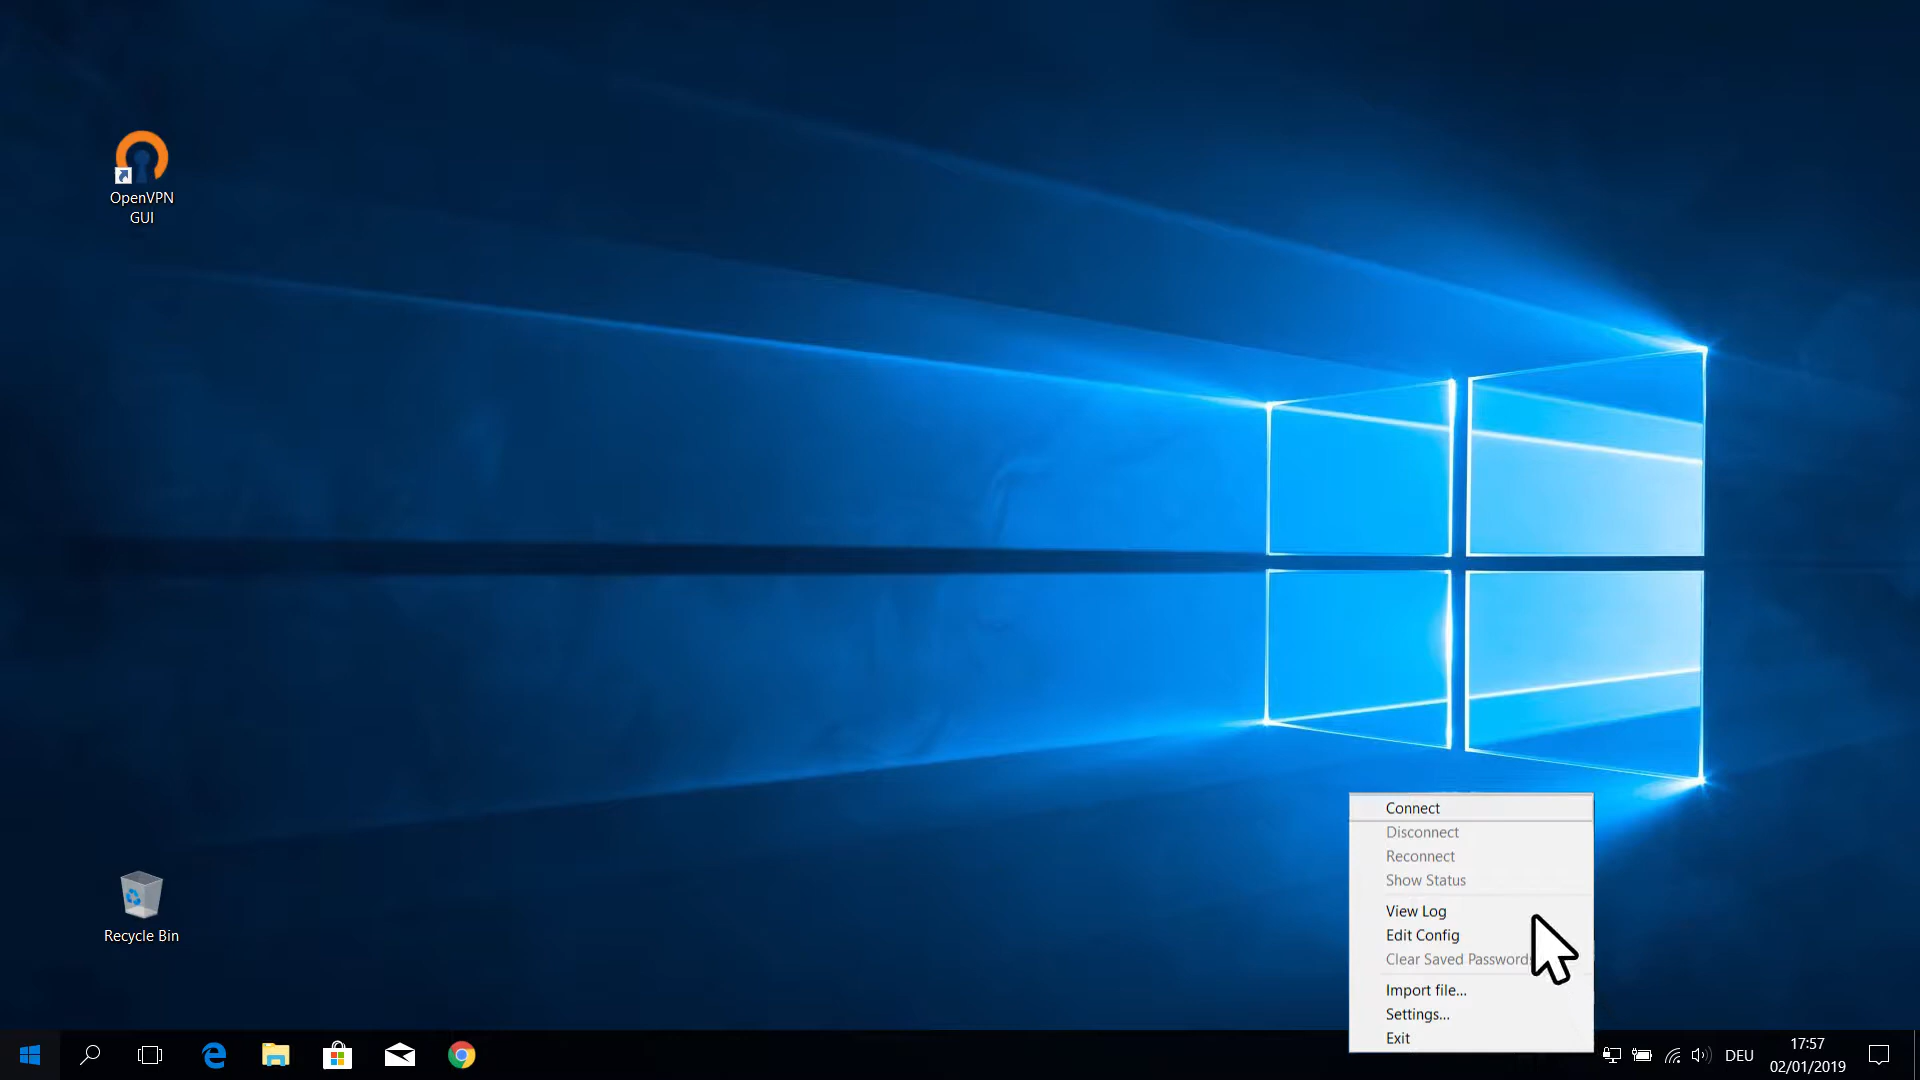 OpenVPN
GUI
Recycle Bin
Connect
Disconnect
Reconnect
Show Status
View Log
Edit Config
Clear Saved Passwords
Import file...
Settings...
Exit
DEU
17:57
02/01/2019